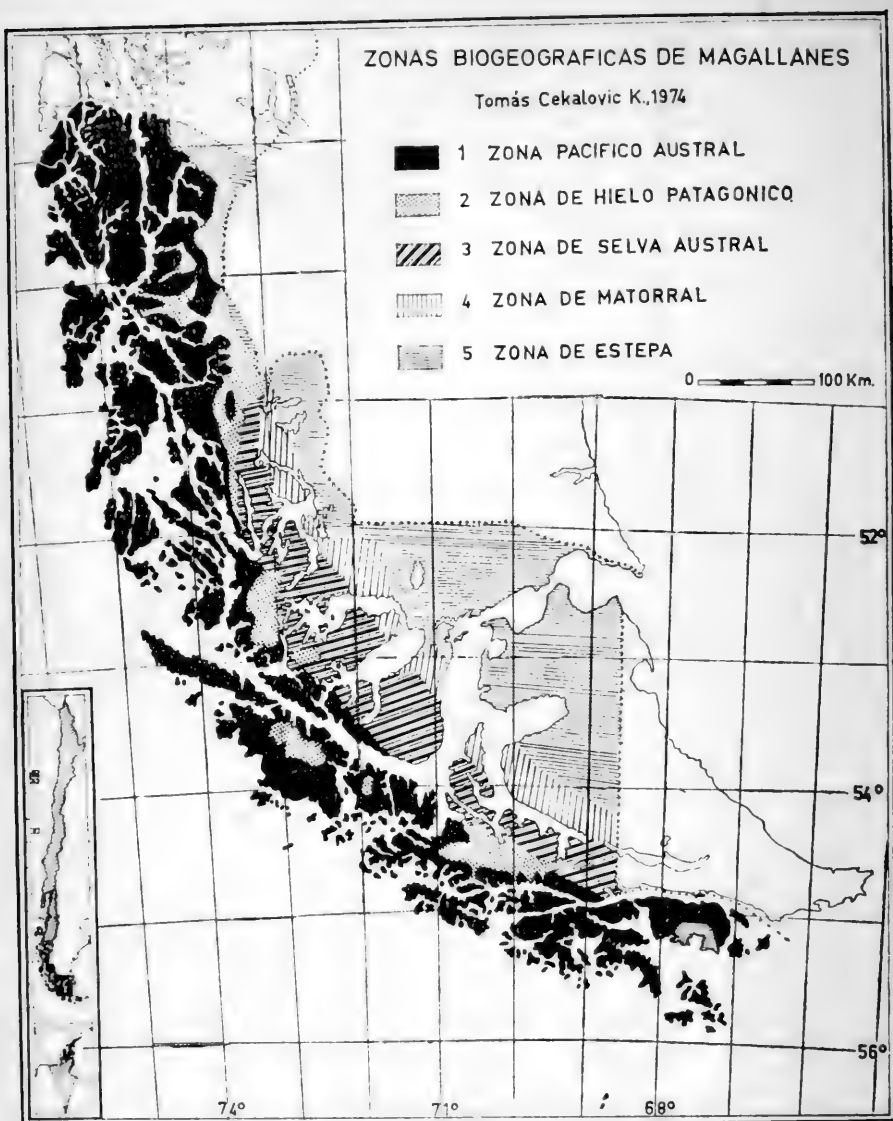 ZONAS BIOGEOGRAFICAS DE MAGALLANES
Tomás Cekalovic K., 1974
1 ZONA PACIFICO AUSTRAL
2 ZONA DE HIELO PATAGONICO
3 ZONA DE SELVA AUSTRAL
4 ZONA DE MATORRAL
5 ZONA DE ESTEPA
0 100 Km.
52°
54°
56°
74° 71° 68°